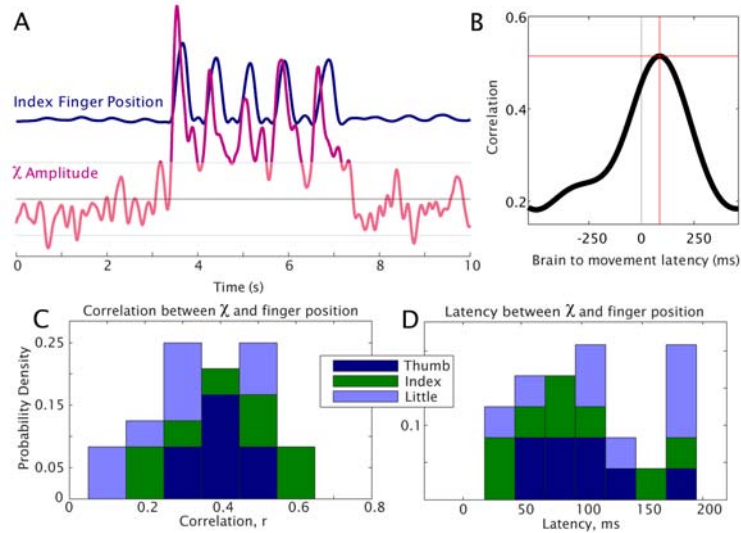 A
Index Finger Position
χ Amplitude
0 2 4 6 8 10
Time (s)
B
0.6
0.4
0.2
Correlation
-250 0 250
Brain to movement latency (ms)
C
Correlation between χ and finger position
0.25
0.15
0.05
0
Probability Density
0.2 0.4 0.6 0.8
Correlation, r
Thumb
Index
Little
D
Latency between χ and finger position
0.1
0 50 100 150 200
Latency, ms